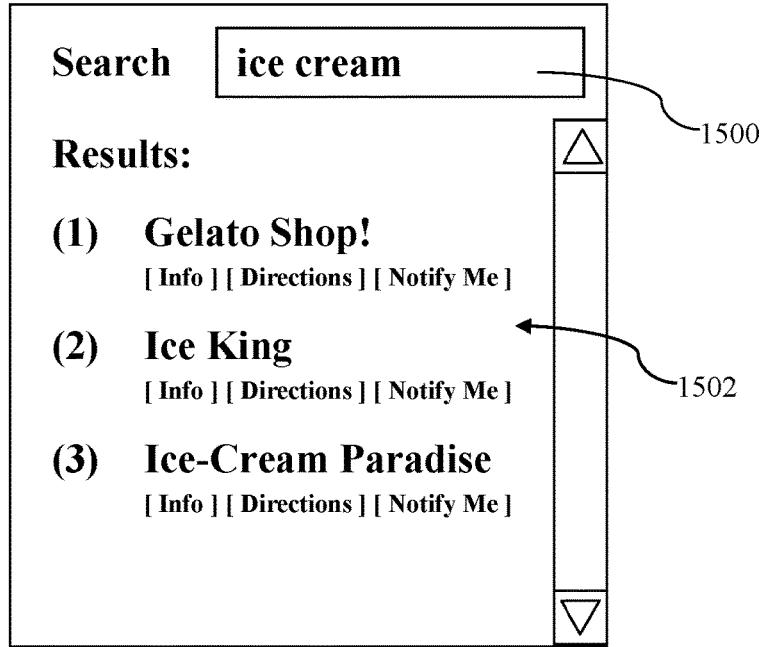 Search ice cream
1500
Results:
(1) Gelato Shop!
[ Info ] [ Directions ] [ Notify Me ]
(2) Ice King
[ Info ] [ Directions ] [ Notify Me ]
1502
(3) Ice-Cream Paradise
[ Info ] [ Directions ] [ Notify Me ]